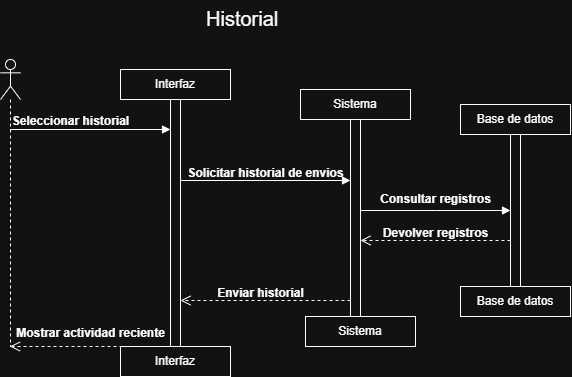 Historial
Interfaz
Sistema
Base de datos
Seleccionar historial
Solicitar historial de envios
Consultar registros
Devolver registros
Enviar historial
Base de datos
Sistema
Mostrar actividad reciente
Interfaz